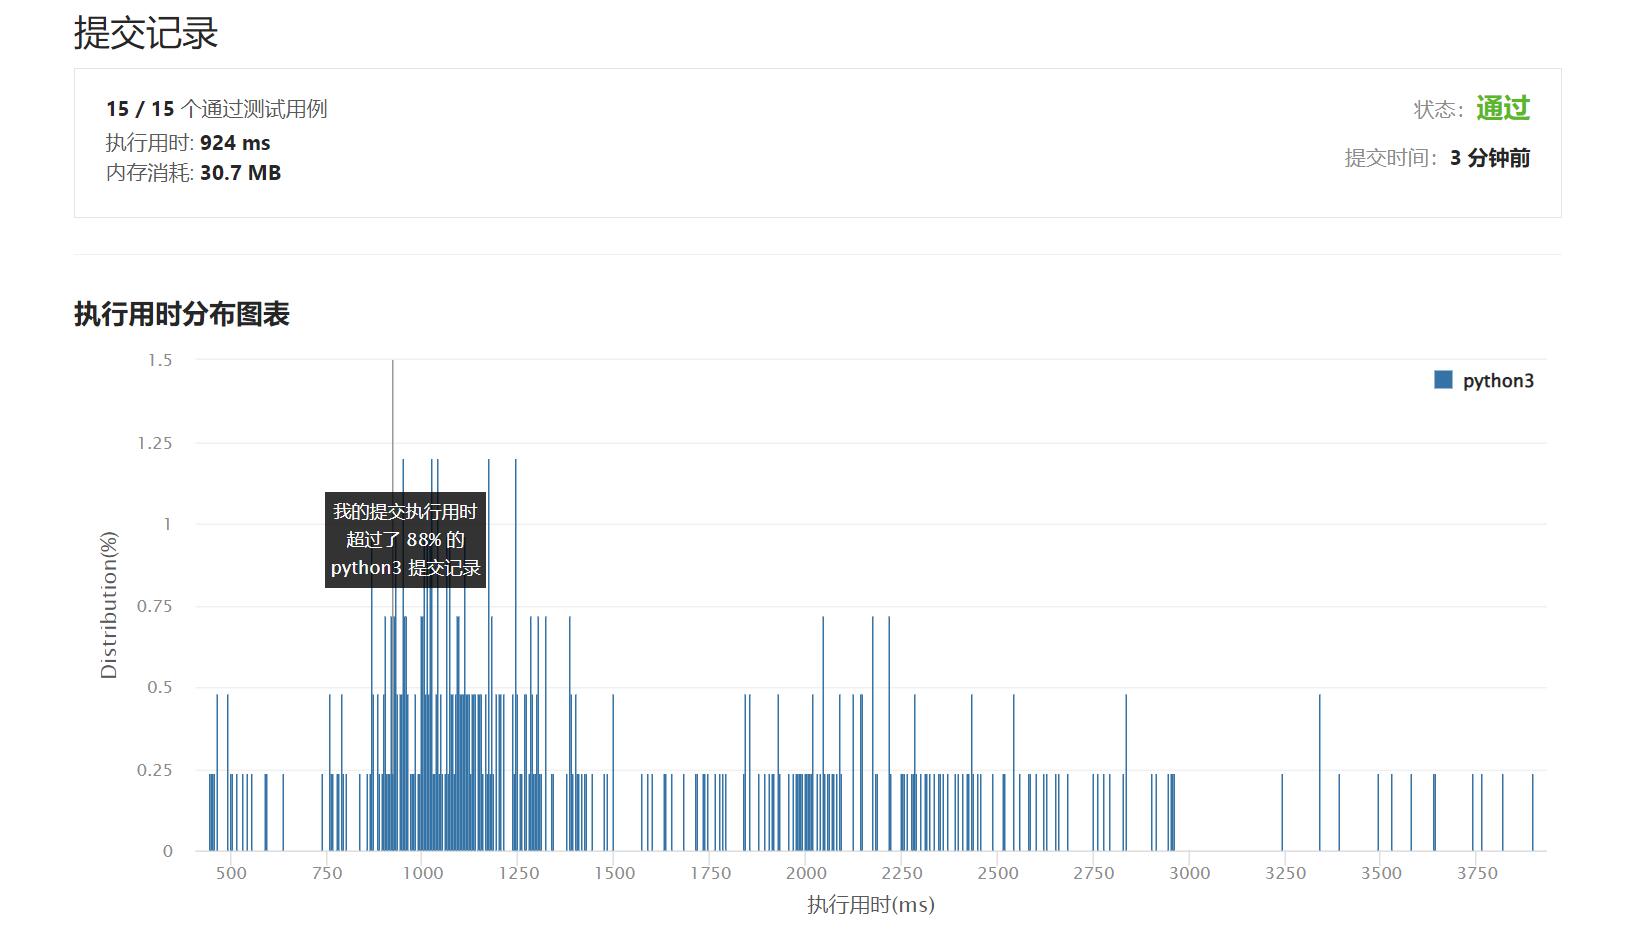 提交记录
15 / 15 个通过测试用例
状态：通过
执行用时: 924 ms
提交时间：3 分钟前
内存消耗: 30.7 MB
执行用时分布图表
python3
1.5
1.25
1
0.75
0.5
0.25
0
Distribution(%)
我的提交执行用时
超过了 88% 的
python3 提交记录
500 750 1000 1250 1500 1750 2000 2250 2500 2750 3000 3250 3500 3750
执行用时(ms)